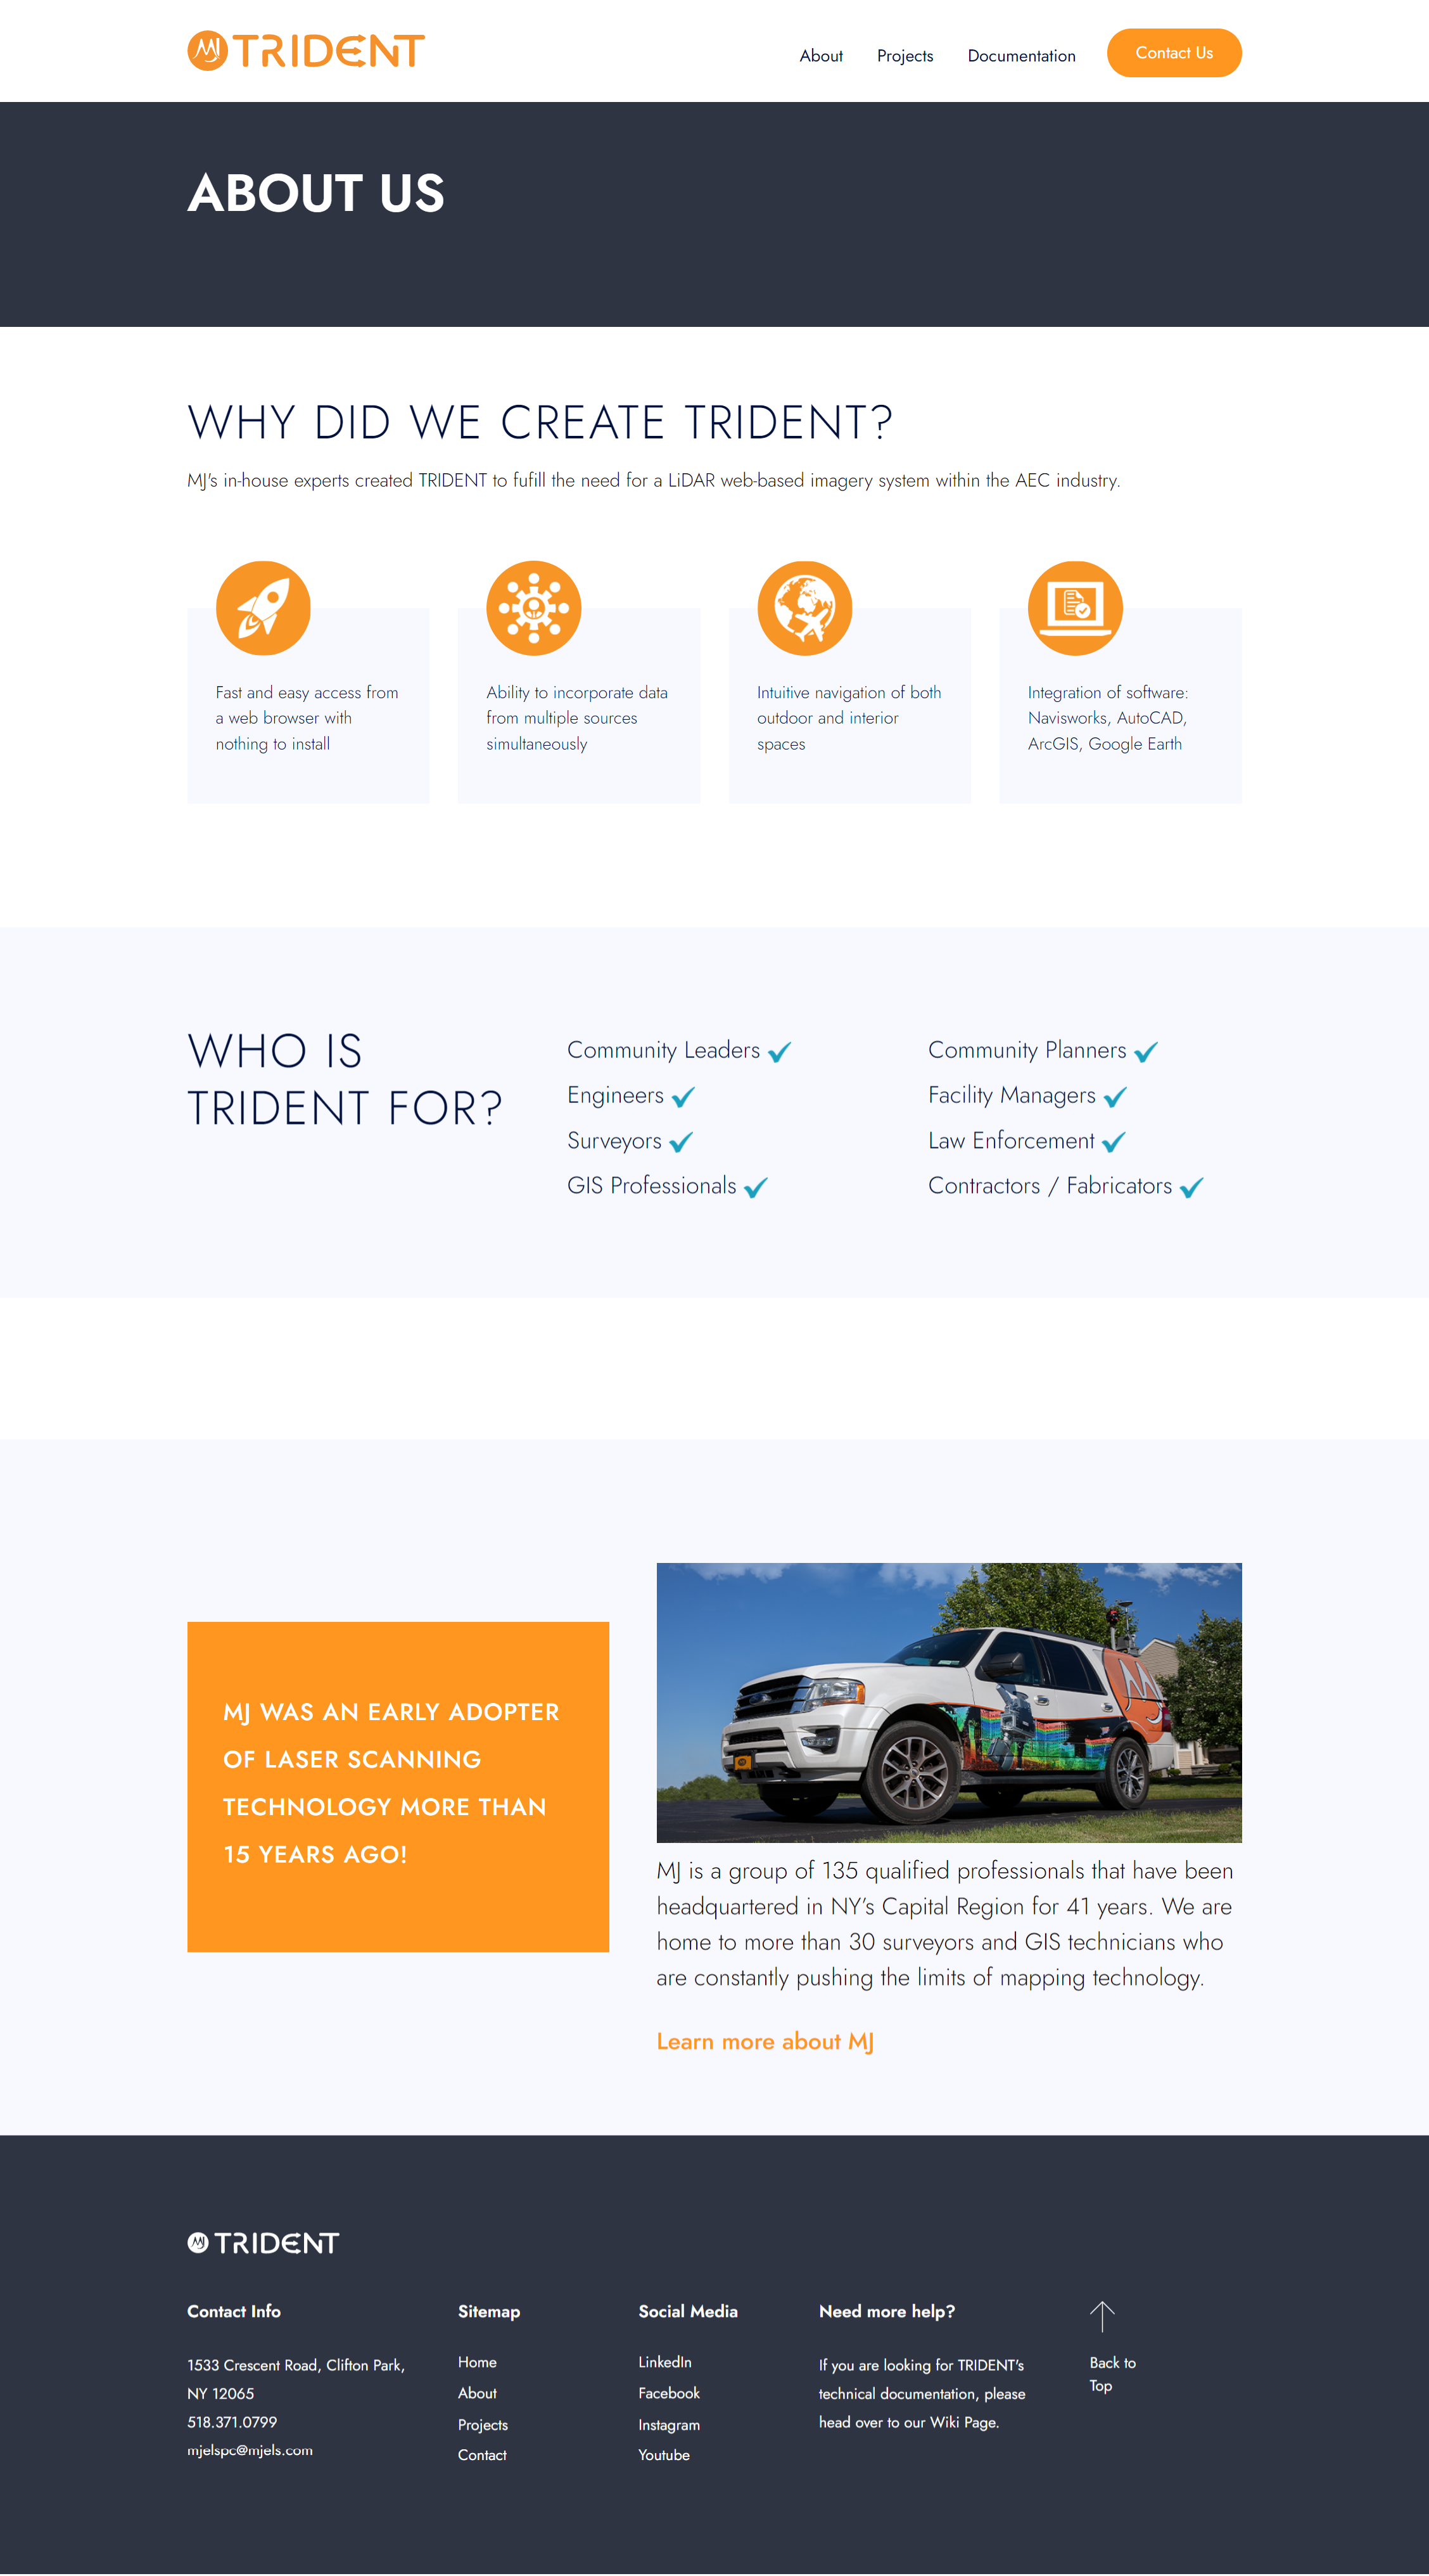 MJ TRIDENT
About Projects Documentation Contact Us
ABOUT US
WHY DID WE CREATE TRIDENT?
MJ's in-house experts created TRIDENT to fufill the need for a LiDAR web-based imagery system within the AEC industry.
Fast and easy access from
a web browser with
nothing to install
Ability to incorporate data
from multiple sources
simultaneously
Intuitive navigation of both
outdoor and interior
spaces
Integration of software:
Navisworks, AutoCAD,
ArcGIS, Google Earth
WHO IS
TRIDENT FOR?
Community Leaders
Engineers
Surveyors
GIS Professionals
Community Planners
Facility Managers
Law Enforcement
Contractors / Fabricators
MJ WAS AN EARLY ADOPTER
OF LASER SCANNING
TECHNOLOGY MORE THAN
15 YEARS AGO!
MJ
MJ is a group of 135 qualified professionals that have been
headquartered in NY’s Capital Region for 41 years. We are
home to more than 30 surveyors and GIS technicians who
are constantly pushing the limits of mapping technology.
Learn more about MJ
MJ TRIDENT
Contact Info
1533 Crescent Road, Clifton Park,
NY 12065
518.371.0799
mjelspc@mjels.com
Sitemap
Home
About
Projects
Contact
Social Media
LinkedIn
Facebook
Instagram
Youtube
Need more help?
If you are looking for TRIDENT's
technical documentation, please
head over to our Wiki Page.
Back to
Top